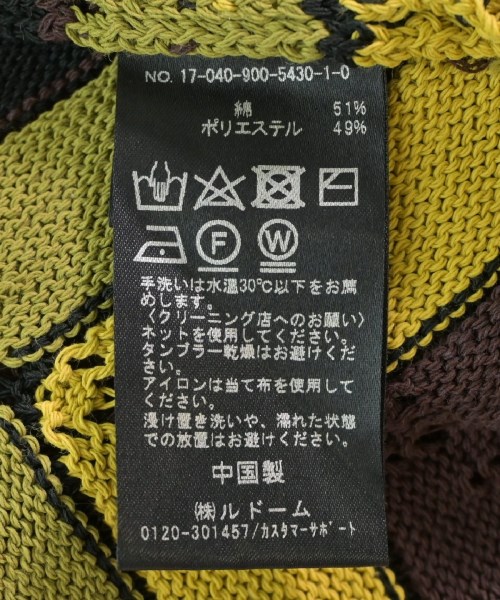 NO. 17-040-900-5430-1-0
綿 51%
ポリエステル 49%
F W
手洗いは水温30℃以下をお薦
めします。
〈クリーニング店へのお願い〉
ネットを使用してください。
タンブラー乾燥はお避けくだ
さい。
アイロンは当て布を使用して
ください。
浸け置き洗いや、濡れた状態
での放置はお避けください。
中国製
㈱ルドーム
0120-301457/カスタマーサポート